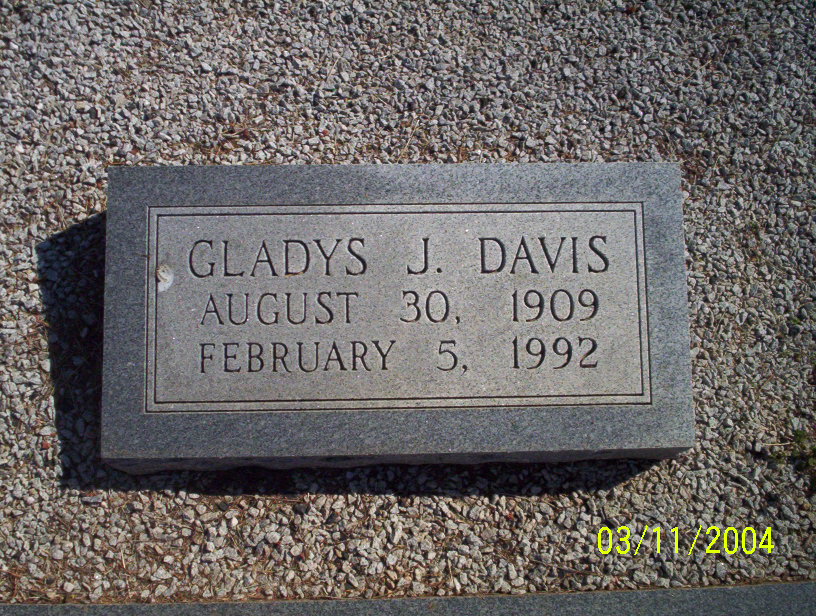 GLADYS J. DAVIS
AUGUST 30, 1909
FEBRUARY 5, 1992
03/11/2004